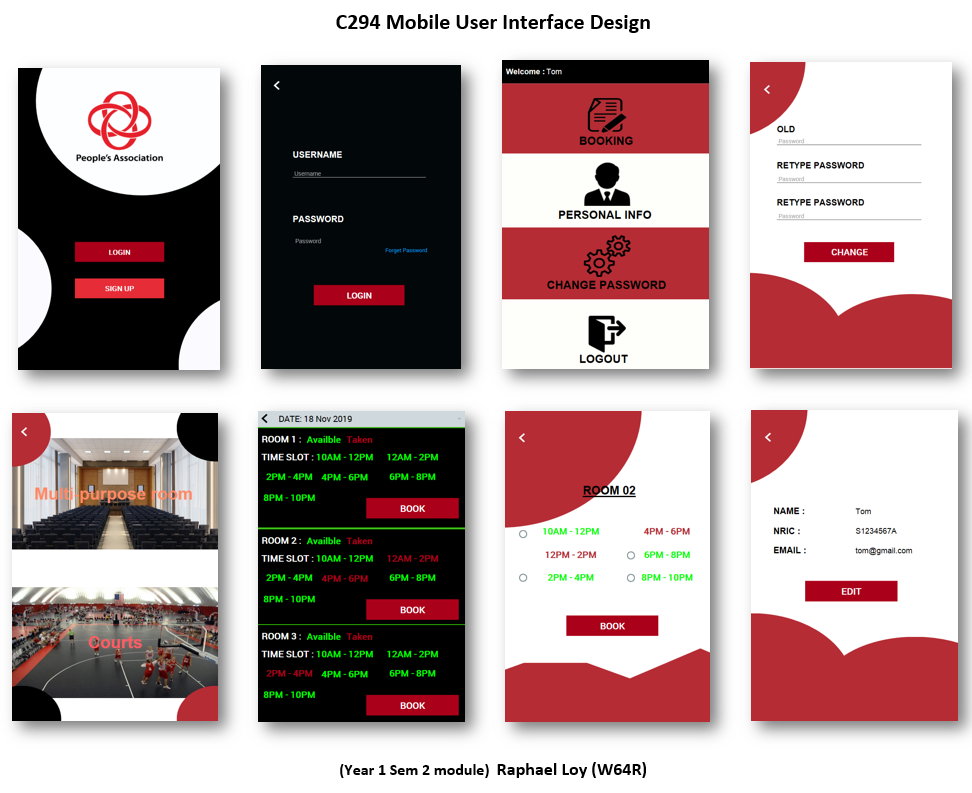 C294 Mobile User Interface Design
People's Association
LOGIN
SIGN UP
USERNAME
Username
PASSWORD
Password
Forget Password
LOGIN
Welcome : Tom
BOOKING
PERSONAL INFO
CHANGE PASSWORD
LOGOUT
OLD
Password
RETYPE PASSWORD
Password
RETYPE PASSWORD
Password
CHANGE
Multi purpose room
Courts
DATE: 18 Nov 2019
ROOM 1 : Availble Taken
TIME SLOT : 10AM - 12PM 12AM - 2PM
2PM - 4PM 4PM - 6PM 6PM - 8PM
8PM - 10PM
BOOK
ROOM 2 : Availble Taken
TIME SLOT : 10AM - 12PM 12AM - 2PM
2PM - 4PM 4PM - 6PM 6PM - 8PM
8PM - 10PM
BOOK
ROOM 3 : Availble Taken
TIME SLOT : 10AM - 12PM 12AM - 2PM
2PM - 4PM 4PM - 6PM 6PM - 8PM
8PM - 10PM
BOOK
ROOM 02
10AM - 12PM 4PM - 6PM
12PM - 2PM 6PM - 8PM
2PM - 4PM 8PM - 10PM
BOOK
NAME : Tom
NRIC : S1234567A
EMAIL : tom@gmail.com
EDIT
(Year 1 Sem 2 module) Raphael Loy (W64R)